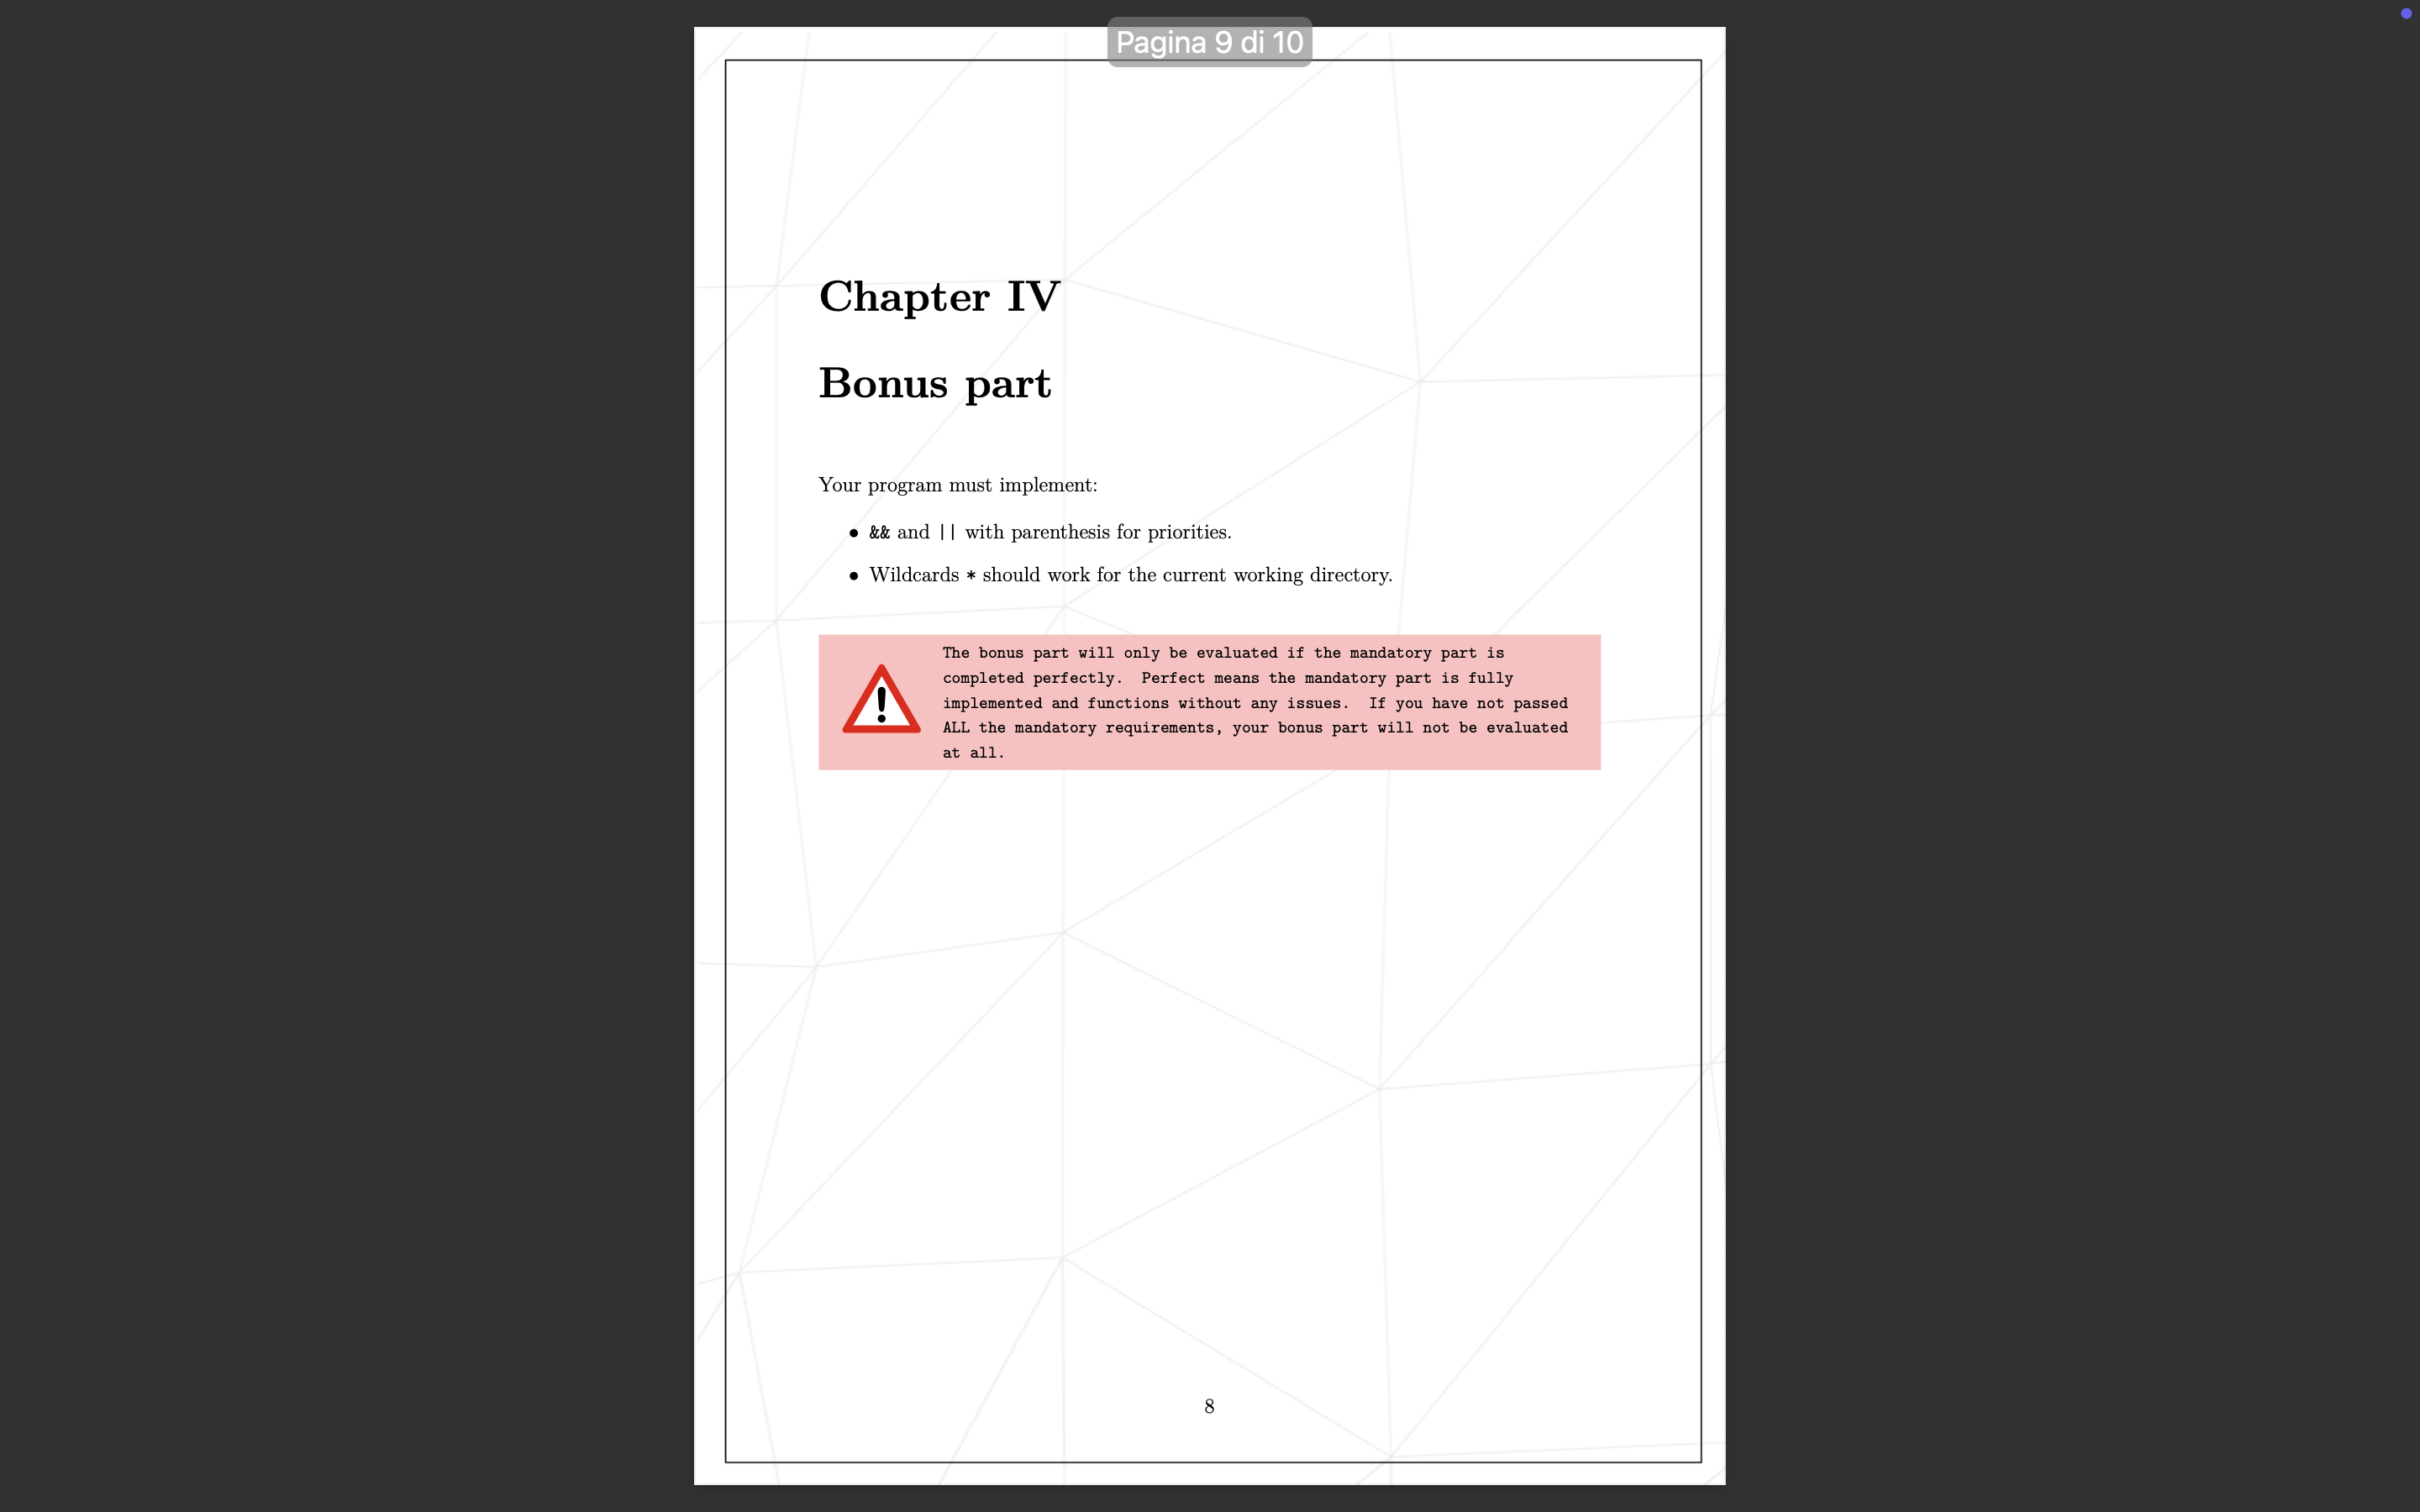 Pagina 9 di 10
Chapter IV
Bonus part
Your program must implement:
• && and || with parenthesis for priorities.
• Wildcards * should work for the current working directory.
The bonus part will only be evaluated if the mandatory part is
completed perfectly. Perfect means the mandatory part is fully
implemented and functions without any issues. If you have not passed
ALL the mandatory requirements, your bonus part will not be evaluated
at all.
8